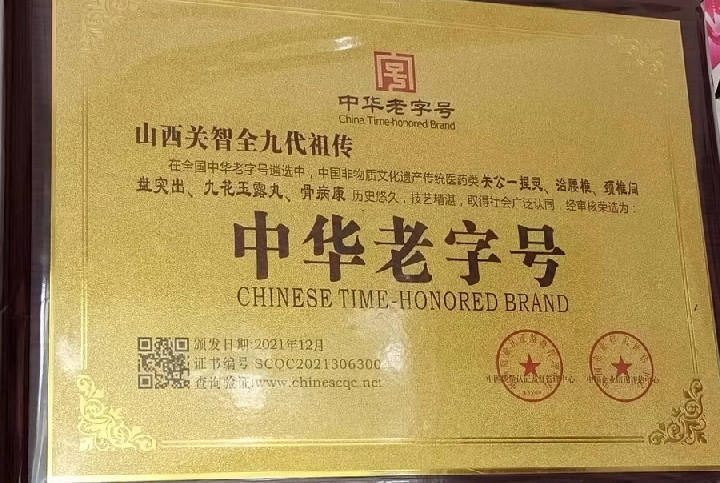 中华老字号
China Time-honored Brand
山西关智全九代祖传
在全国中华老字号遴选中，中国非物质文化遗产传统医药类关公一提灵、治腰椎、颈椎间
盘突出、九花玉露丸、骨病康 历史悠久，技艺精湛，取得社会广泛认同，经审核荣选为：
中华老字号
CHINESE TIME-HONORED BRAND
颁发日期:2021年12月
证书编号:SCQC2021306300
查询验证:www.chinescqc.net